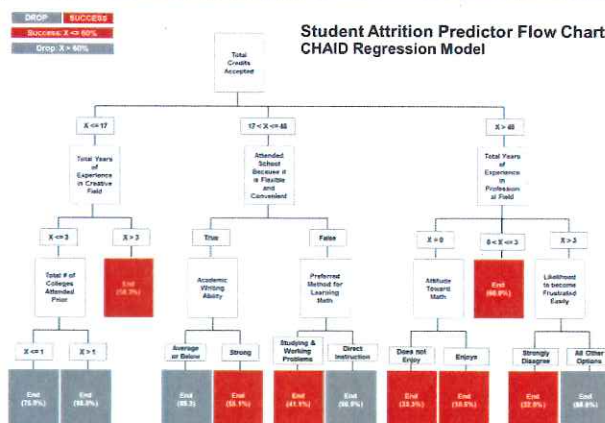 DROP
SUCCESS
Success: X <= 60%
Drop: X > 60%
Student Attrition Predictor Flow Chart
CHAID Regression Model
Total
Credits
Accepted
X <= 17
X > 48
Total Years
of
Experience
in Creative
Field
Attended
School
Because it
is Flexible
and
Convenient
Total Years
of
Experience
in
Profession
al Field
X <= 3
X > 3
True
False
X = 0
0 < X <= 3
X > 3
Total # of
Colleges
Attended
Prior
End
Academic
Writing
Ability
Preferred
Method for
Learning
Math
Attitude
Toward
Math
End
Likelihood
to become
Frustrated
Easily
X <= 1
X > 1
Average
or Below
Strong
Studying &
Working
Problems
Direct
Instruction
Does not
Enjoy
Enjoys
Strongly
Disagree
All Other
Options
End
End
End
End
End
End
End
End
End
End